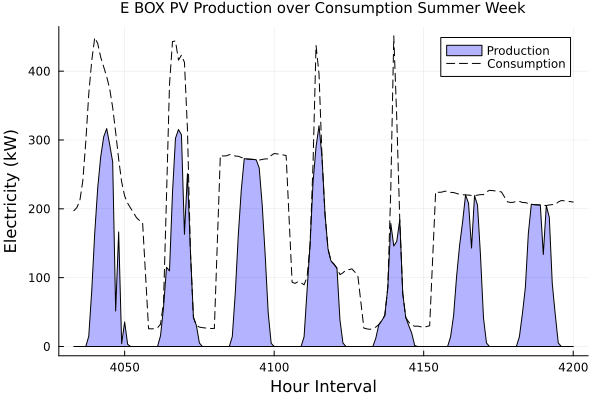 E BOX PV Production over Consumption Summer Week
Production
Consumption
Electricity (kW)
400
300
200
100
0
4050
4100
4150
4200
Hour Interval